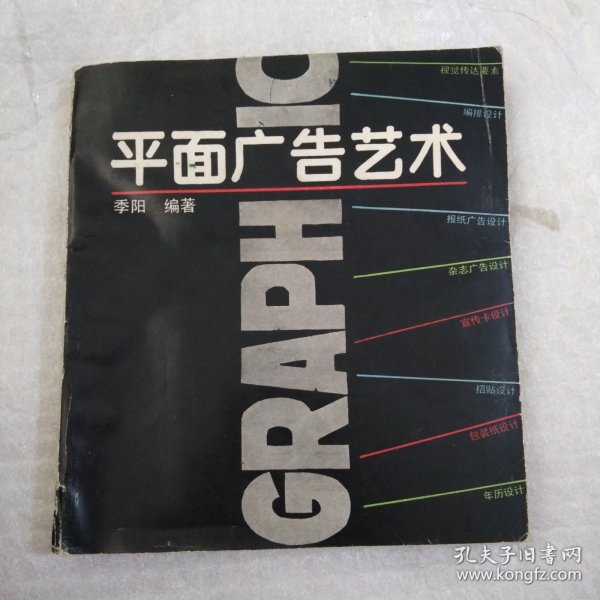 视觉传达要素
编排设计
平面广告艺术
季阳 编著
GRAPHIC
报纸广告设计
杂志广告设计
宣传卡设计
招贴设计
包装纸设计
年历设计
孔夫子旧书网
www.kongfz.com